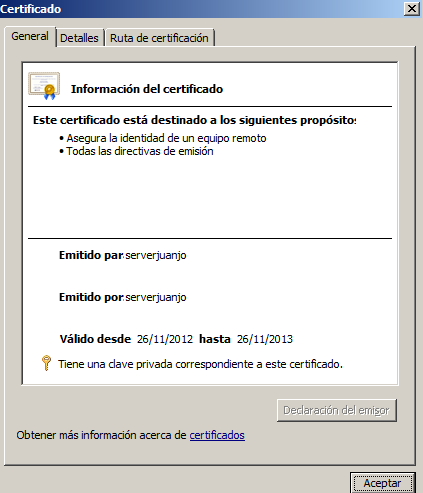 Certificado
General Detalles Ruta de certificación
Información del certificado
Este certificado está destinado a los siguientes propósitos:
• Asegura la identidad de un equipo remoto
• Todas las directivas de emisión
Emitido par serverjuanjo
Emitido por serverjuanjo
Válido desde 26/11/2012 hasta 26/11/2013
Tiene una clave privada correspondiente a este certificado.
Declaración del emisor
Obtener más información acerca de certificados
Aceptar